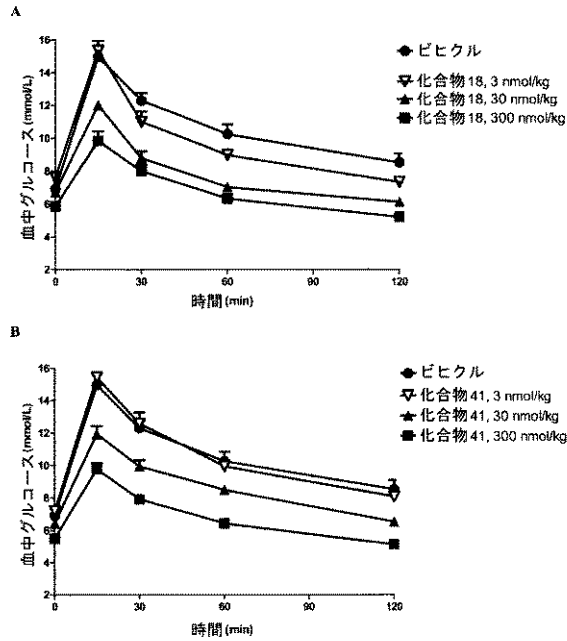 A
血中グルコース(mmol/L)
16
14
12
10
8
6
4
2
0
30
60
90
120
時間(min)
ビヒクル
化合物18, 3 nmol/kg
化合物18, 30 nmol/kg
化合物18, 300 nmol/kg
B
血中グルコース(mmol/L)
16
14
12
10
8
6
4
2
0
30
60
90
120
時間(min)
ビヒクル
化合物41, 3 nmol/kg
化合物41, 30 nmol/kg
化合物41, 300 nmol/kg